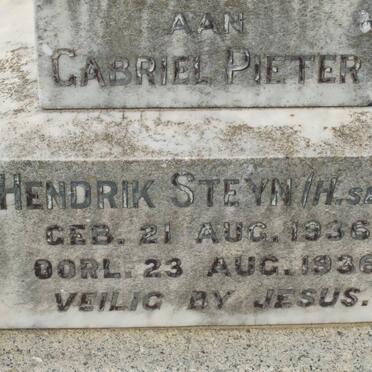 AAN
GABRIEL PIETER
HENDRIK STEYN
GEB. 21 AUG. 1936
OORL. 23 AUG. 1936
VEILIG BY JESUS.